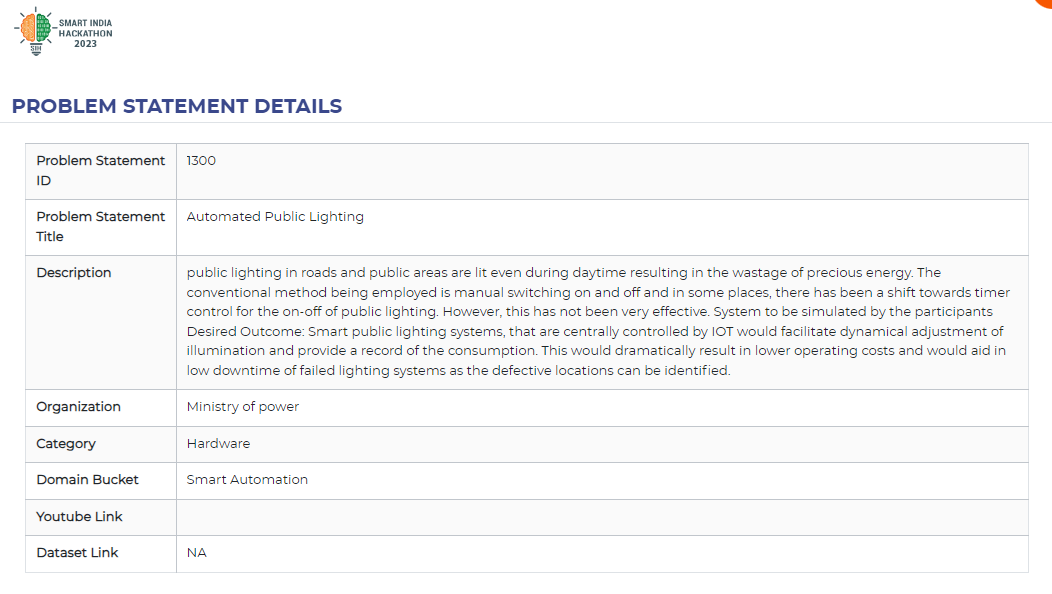 SMART INDIA
HACKATHON
2023
SIH
PROBLEM STATEMENT DETAILS
Problem Statement
ID
1300
Problem Statement
Title
Automated Public Lighting
Description
public lighting in roads and public areas are lit even during daytime resulting in the wastage of precious energy. The
conventional method being employed is manual switching on and off and in some places, there has been a shift towards timer
control for the on-off of public lighting. However, this has not been very effective. System to be simulated by the participants
Desired Outcome: Smart public lighting systems, that are centrally controlled by IOT would facilitate dynamical adjustment of
illumination and provide a record of the consumption. This would dramatically result in lower operating costs and would aid in
low downtime of failed lighting systems as the defective locations can be identified.
Organization
Ministry of power
Category
Hardware
Domain Bucket
Smart Automation
Youtube Link
Dataset Link
NA